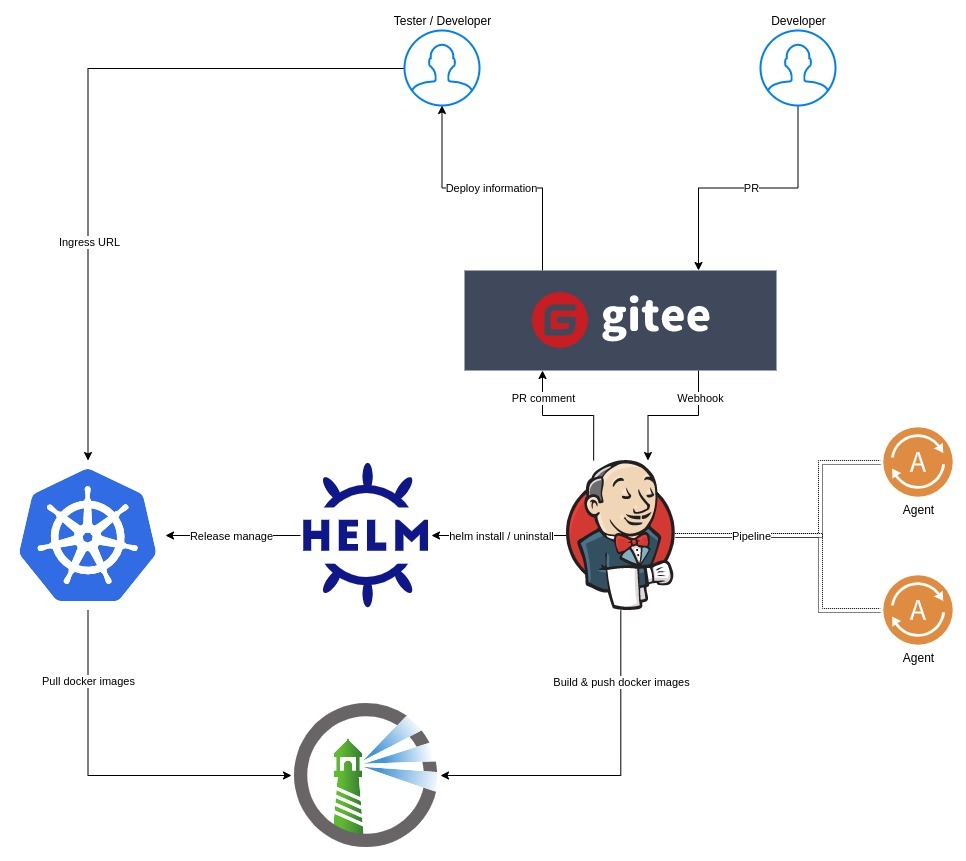 Tester / Developer
Developer
Deploy information
PR
Ingress URL
G gitee
PR comment
Webhook
A
Agent
HELM
Release manage
helm install / uninstall
Pipeline
A
Agent
Pull docker images
Build & push docker images